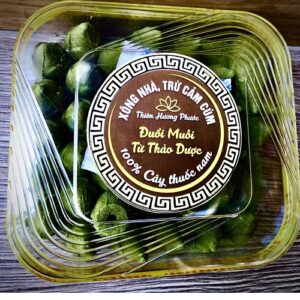 XÔNG NHÀ, TRỪ CẢM CÚM
Thiên Hương Phước
Đuổi Muỗi
Từ Thảo Dược
100% Cây thuốc nam